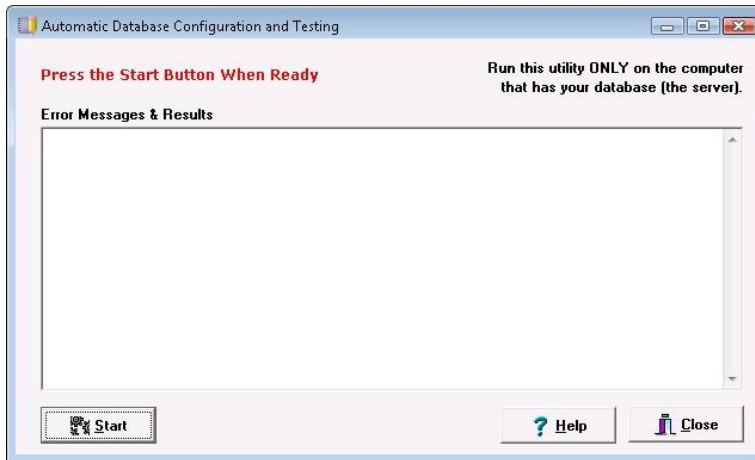 Automatic Database Configuration and Testing
Press the Start Button When Ready
Run this utility ONLY on the computer
that has your database (the server).
Error Messages & Results
Start
Help
Close